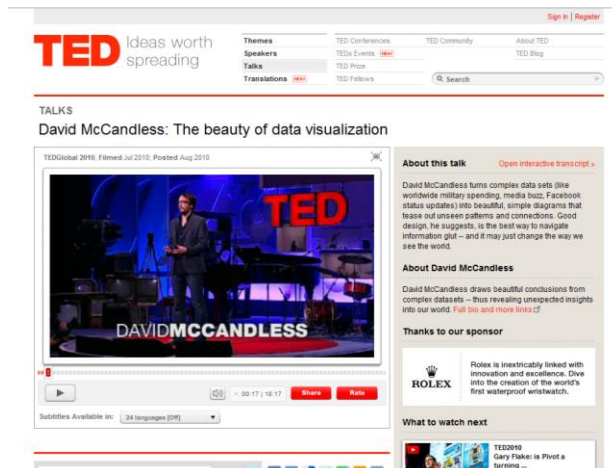 Sign in | Register
TED Ideas worth spreading
Themes
Speakers
Talks
Translations NEW!
TED Conferences
TEDx Events NEW!
TED Prize
TED Fellows
TED Community
About TED
TED Blog
Search
TALKS
David McCandless: The beauty of data visualization
TEDGlobal 2010, Filmed Jul 2010; Posted Aug 2010
TED
DAVIDMCCANDLESS
00:17 | 18:17
Share
Rate
Subtitles Available in:
24 languages [Off]
About this talk
Open interactive transcript »
David McCandless turns complex data sets (like
worldwide military spending, media buzz, Facebook
status updates) into beautiful, simple diagrams that
tease out unseen patterns and connections. Good
design, he suggests, is the best way to navigate
information glut -- and it may just change the way we
see the world.
About David McCandless
David McCandless draws beautiful conclusions from
complex datasets -- thus revealing unexpected insights
into our world. Full bio and more links
Thanks to our sponsor
ROLEX
Rolex is inextricably linked with
innovation and excellence. Dive
into the creation of the world's
first waterproof wristwatch.
What to watch next
TED2010
Gary Flake: is Pivot a
turning ...